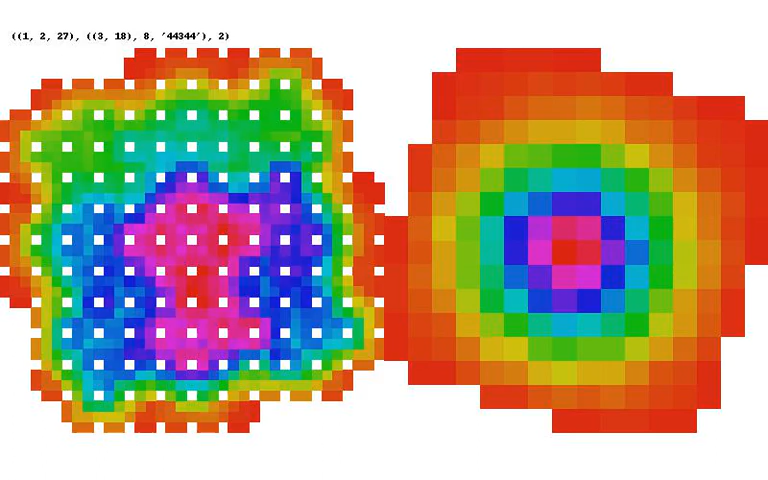 ((1, 2, 27), ((3, 18), 8, '44344'), 2)